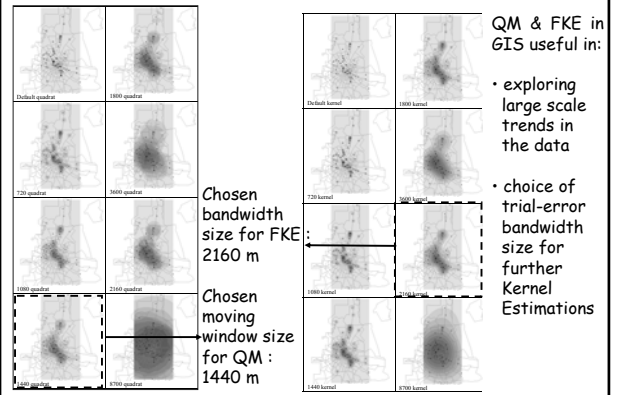 Default quadrat
1800 quadrat
720 quadrat
3600 quadrat
1080 quadrat
2160 quadrat
1440 quadrat
8700 quadrat
Chosen
bandwidth
size for FKE :
2160 m
Chosen
moving
window size
for QM :
1440 m
Default kernel
1800 kernel
720 kernel
3600 kernel
1080 kernel
2160 kernel
1440 kernel
8700 kernel
QM & FKE in
GIS useful in:
• exploring
large scale
trends in
the data
• choice of
trial-error
bandwidth
size for
further
Kernel
Estimations